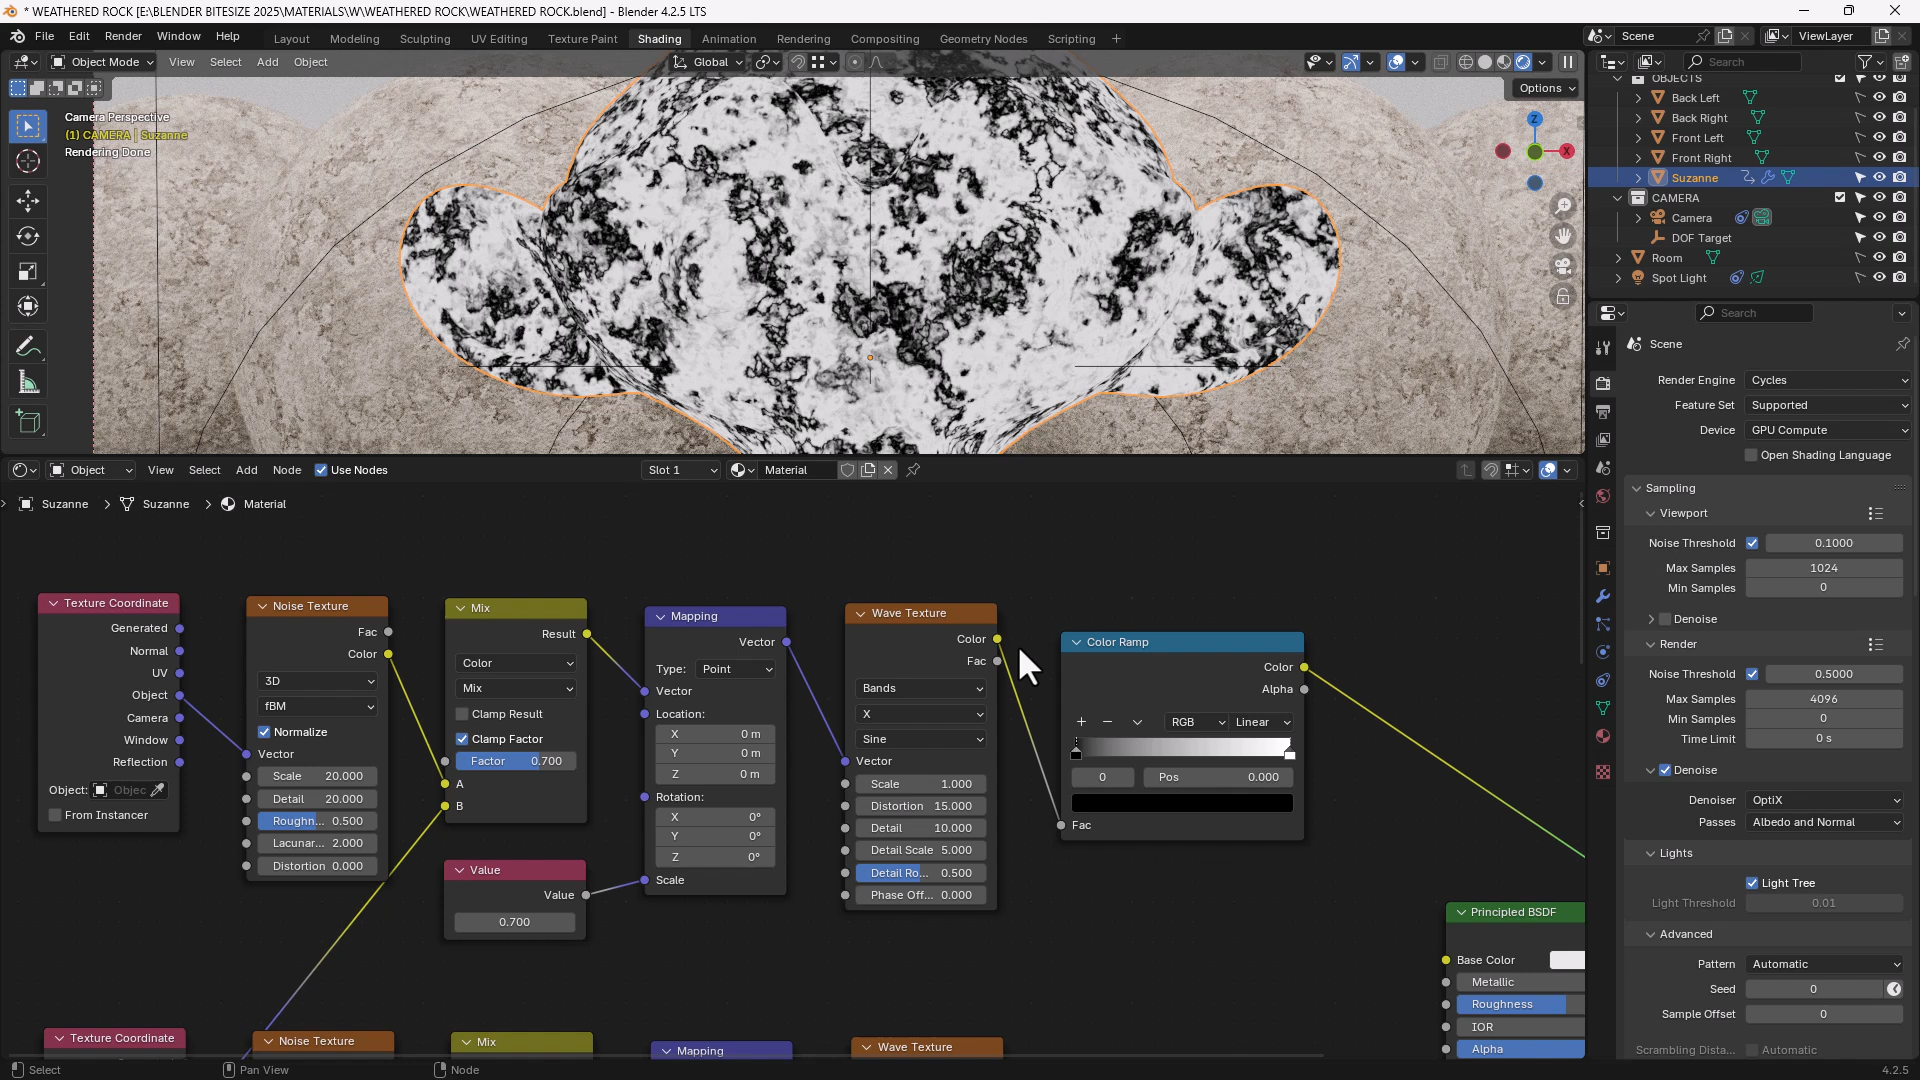 * WEATHERED ROCK [E:\BLENDER BITESIZE 2025\MATERIALS\W\WEATHERED ROCK\WEATHERED ROCK.blend] - Blender 4.2.5 LTS
File Edit Render Window Help Layout Modeling Sculpting UV Editing Texture Paint Shading Animation Rendering Compositing Geometry Nodes Scripting + Scene ViewLayer
Object Mode View Select Add Object Global Search
Options
Camera Perspective
(1) CAMERA | Suzanne
Rendering Done
Z
X
OBJECTS
Back Left
Back Right
Front Left
Front Right
Suzanne
CAMERA
Camera
DOF Target
Room
Spot Light
Search
Scene
Render Engine Cycles
Feature Set Supported
Device GPU Compute
Open Shading Language
Sampling
Viewport
Noise Threshold 0.1000
Max Samples 1024
Min Samples 0
Denoise
Render
Noise Threshold 0.5000
Max Samples 4096
Min Samples 0
Time Limit 0 s
Denoise
Denoiser OptiX
Passes Albedo and Normal
Lights
Light Tree
Light Threshold 0.01
Advanced
Pattern Automatic
Seed 0
Sample Offset 0
Scrambling Dista... Automatic
Object View Select Add Node Use Nodes Slot 1 Material
Suzanne > Suzanne > Material
Texture Coordinate
Generated
Normal
UV
Object
Camera
Window
Reflection
Object: Objec
From Instancer
Noise Texture
Fac
Color
3D
fBM
Normalize
Vector
Scale 20.000
Detail 20.000
Roughn... 0.500
Lacunar... 2.000
Distortion 0.000
Mix
Result
Color
Mix
Clamp Result
Clamp Factor
Factor 0.700
A
B
Value
Value
0.700
Mapping
Vector
Type: Point
Vector
Location:
X 0 m
Y 0 m
Z 0 m
Rotation:
X 0°
Y 0°
Z 0°
Scale
Wave Texture
Color
Fac
Bands
X
Sine
Vector
Scale 1.000
Distortion 15.000
Detail 10.000
Detail Scale 5.000
Detail Ro... 0.500
Phase Off... 0.000
Color Ramp
Color
Alpha
+ − RGB Linear
0 Pos 0.000
Fac
Principled BSDF
Base Color
Metallic
Roughness
IOR
Alpha
Texture Coordinate
Noise Texture
Mix
Mapping
Wave Texture
Select Pan View Node 4.2.5